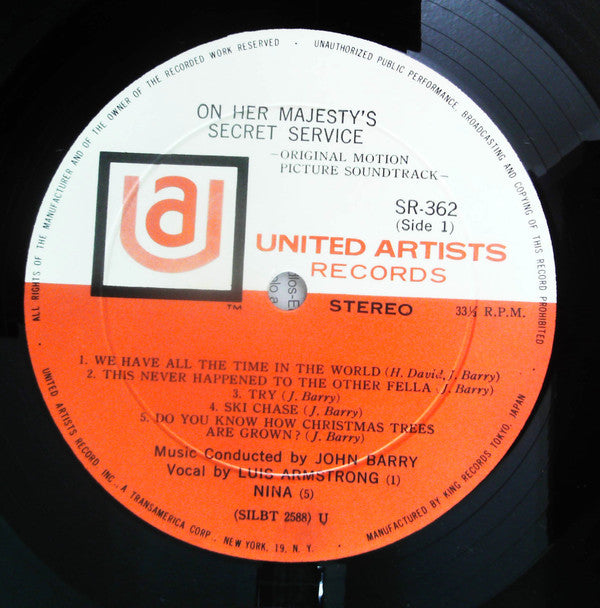 ALL RIGHTS OF THE MANUFACTURER AND OF THE OWNER OF THE RECORDED WORK RESERVED · UNAUTHORIZED PUBLIC PERFORMANCE, BROADCASTING AND COPYING OF THIS RECORD PROHIBITED
ON HER MAJESTY'S
SECRET SERVICE
—ORIGINAL MOTION
PICTURE SOUNDTRACK—
SR-362
(Side 1)
ua
TM
UNITED ARTISTS
RECORDS
STEREO
33⅓ R.P.M.
1. WE HAVE ALL THE TIME IN THE WORLD (H. David, J. Barry)
2. THIS NEVER HAPPENED TO THE OTHER FELLA (J. Barry)
3. TRY (J. Barry)
4. SKI CHASE (J. Barry)
5. DO YOU KNOW HOW CHRISTMAS TREES
ARE GROWN? (J. Barry)
Music Conducted by JOHN BARRY
Vocal by LUIS ARMSTRONG (1)
NINA (5)
(SILBT 2588) U
UNITED ARTISTS RECORD INC., A TRANSAMERICA CORP., NEW YORK, 19, N. Y.
MANUFACTURED BY KING RECORDS TOKYO, JAPAN